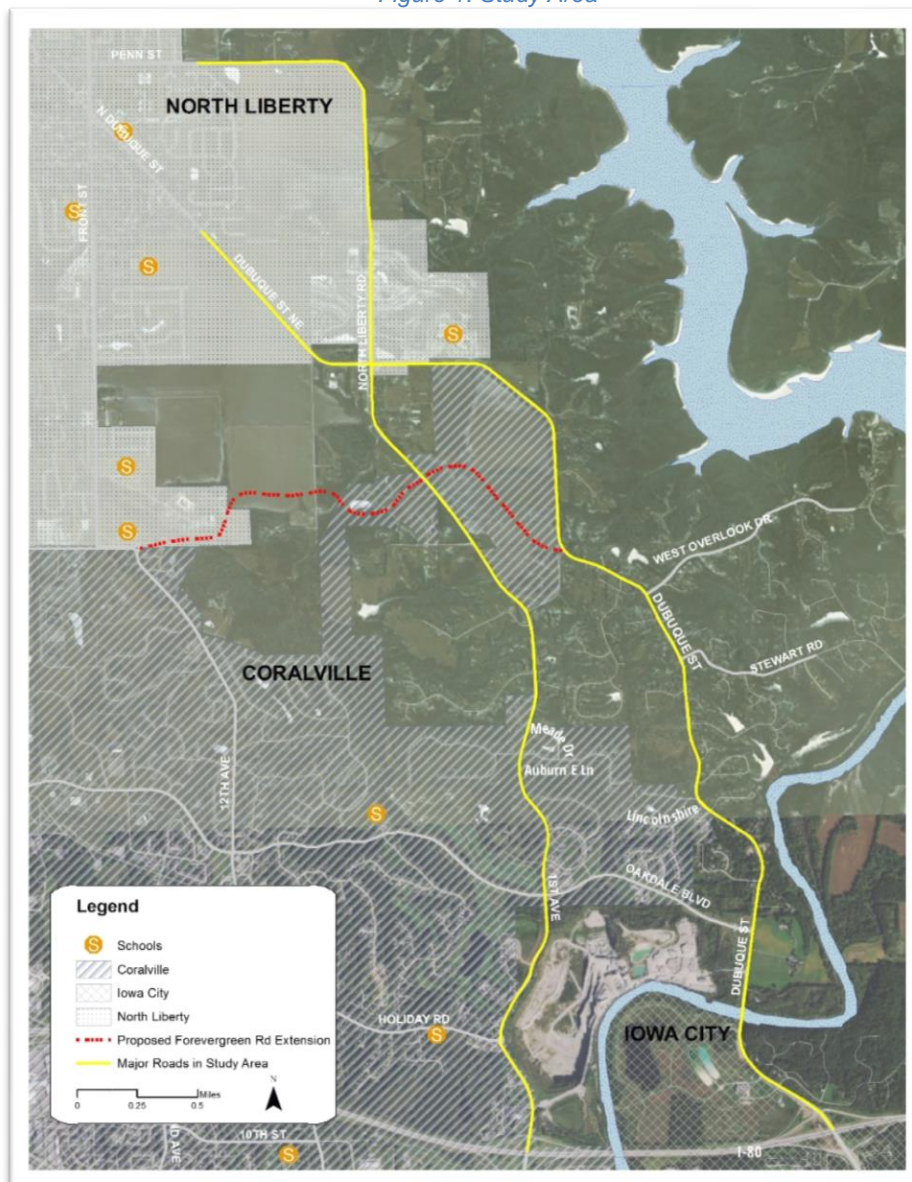 Figure 1: Study Area
PENN ST
NORTH LIBERTY
N DUBUQUE ST
S
S
FRONT ST
S
DUBUQUE ST NE
NORTH LIBERTY RD
S
S
S
WEST OVERLOOK DR
DUBUQUE ST
STEWART RD
CORALVILLE
Meade Dr
Auburn E Ln
12TH AVE
Lincolnshire
S
1ST AVE
OAKDALE BLVD
DUBUQUE ST
Legend
S Schools
Coralville
Iowa City
North Liberty
Proposed Forevergreen Rd Extension
Major Roads in Study Area
Miles
0 0.25 0.5
N
HOLIDAY RD
S
IOWA CITY
10TH ST
S
I-80